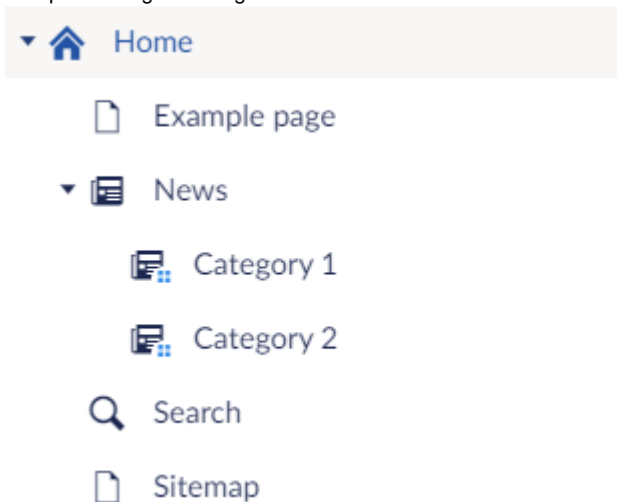 Home
Example page
News
Category 1
Category 2
Search
Sitemap